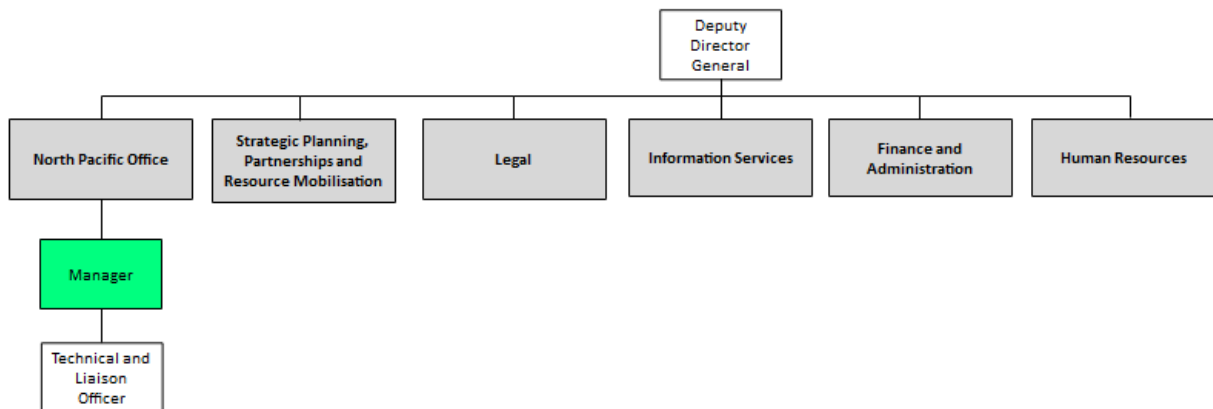 Deputy
Director
General
North Pacific Office
Strategic Planning,
Partnerships and
Resource Mobilisation
Legal
Information Services
Finance and
Administration
Human Resources
Manager
Technical and
Liaison
Officer